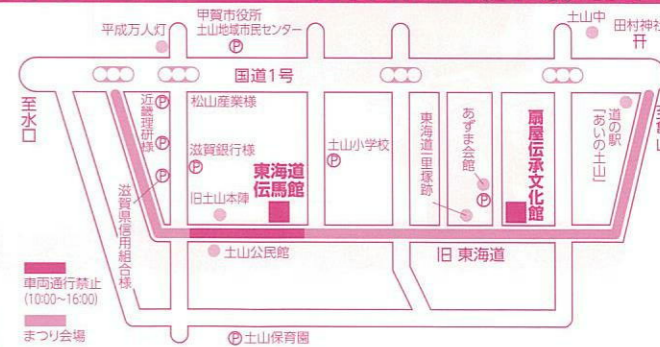 甲賀市役所
土山地域市民センター
Ⓟ
平成万人灯
土山中
田村神社
国道1号
至水口
近畿理研様
Ⓟ
Ⓟ
Ⓟ
松山産業様
滋賀銀行様
Ⓟ
東海道
伝馬館
旧土山本陣
土山小学校
Ⓟ
東海道一里塚跡
あずま会館
Ⓟ
扇屋伝承文化館
道の駅
「あいの土山」
滋賀県信用組合様
土山公民館
旧 東海道
車両通行禁止
(10:00〜16:00)
まつり会場
Ⓟ土山保育園